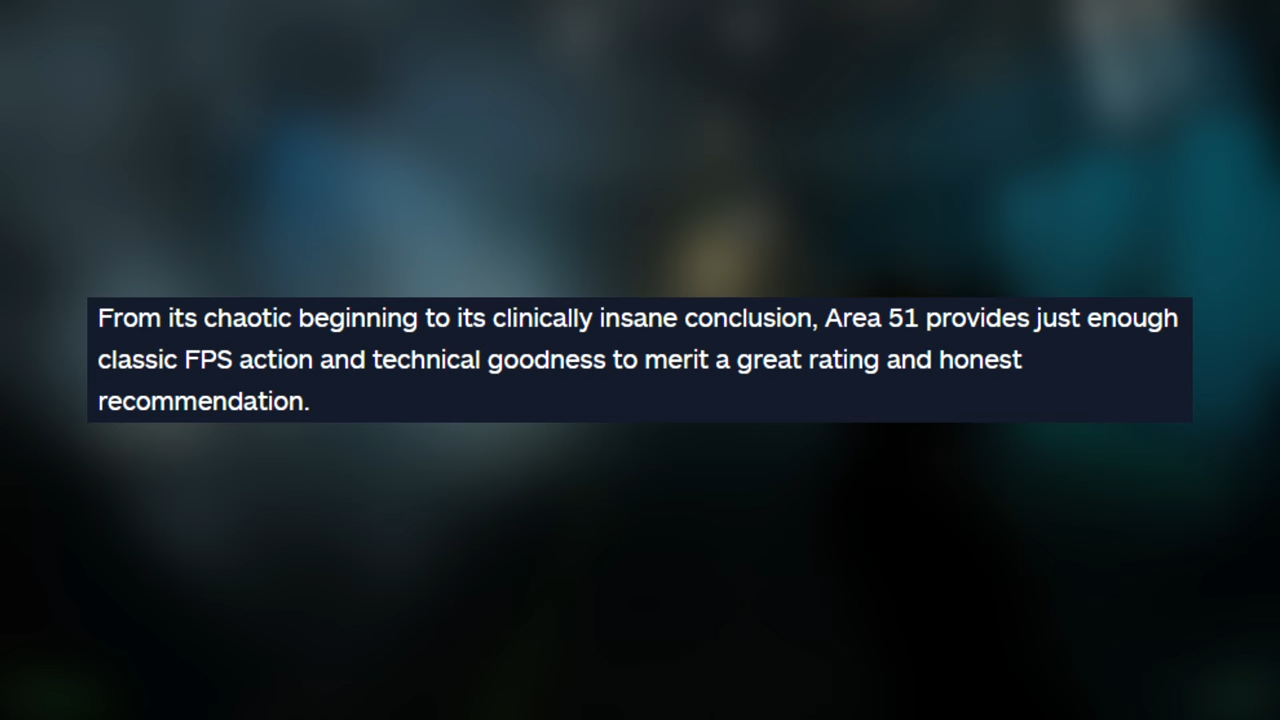 From its chaotic beginning to its clinically insane conclusion, Area 51 provides just enough
classic FPS action and technical goodness to merit a great rating and honest
recommendation.